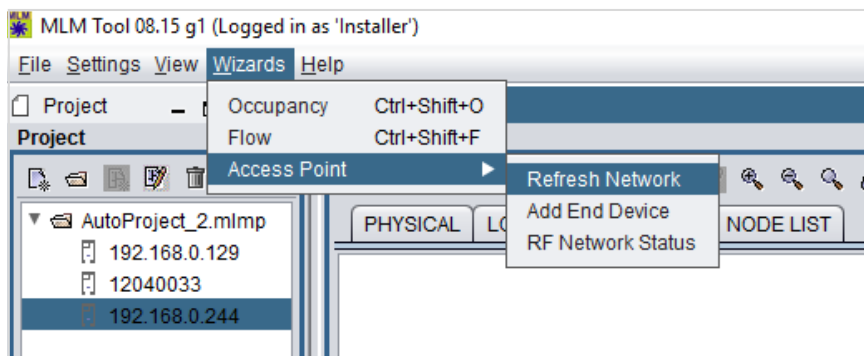 MLM Tool 08.15 g1 (Logged in as 'Installer')
File Settings View Wizards Help
Project
Occupancy Ctrl+Shift+O
Flow Ctrl+Shift+F
Access Point
Project
Refresh Network
Add End Device
RF Network Status
AutoProject_2.mlmp
192.168.0.129
12040033
192.168.0.244
PHYSICAL
NODE LIST